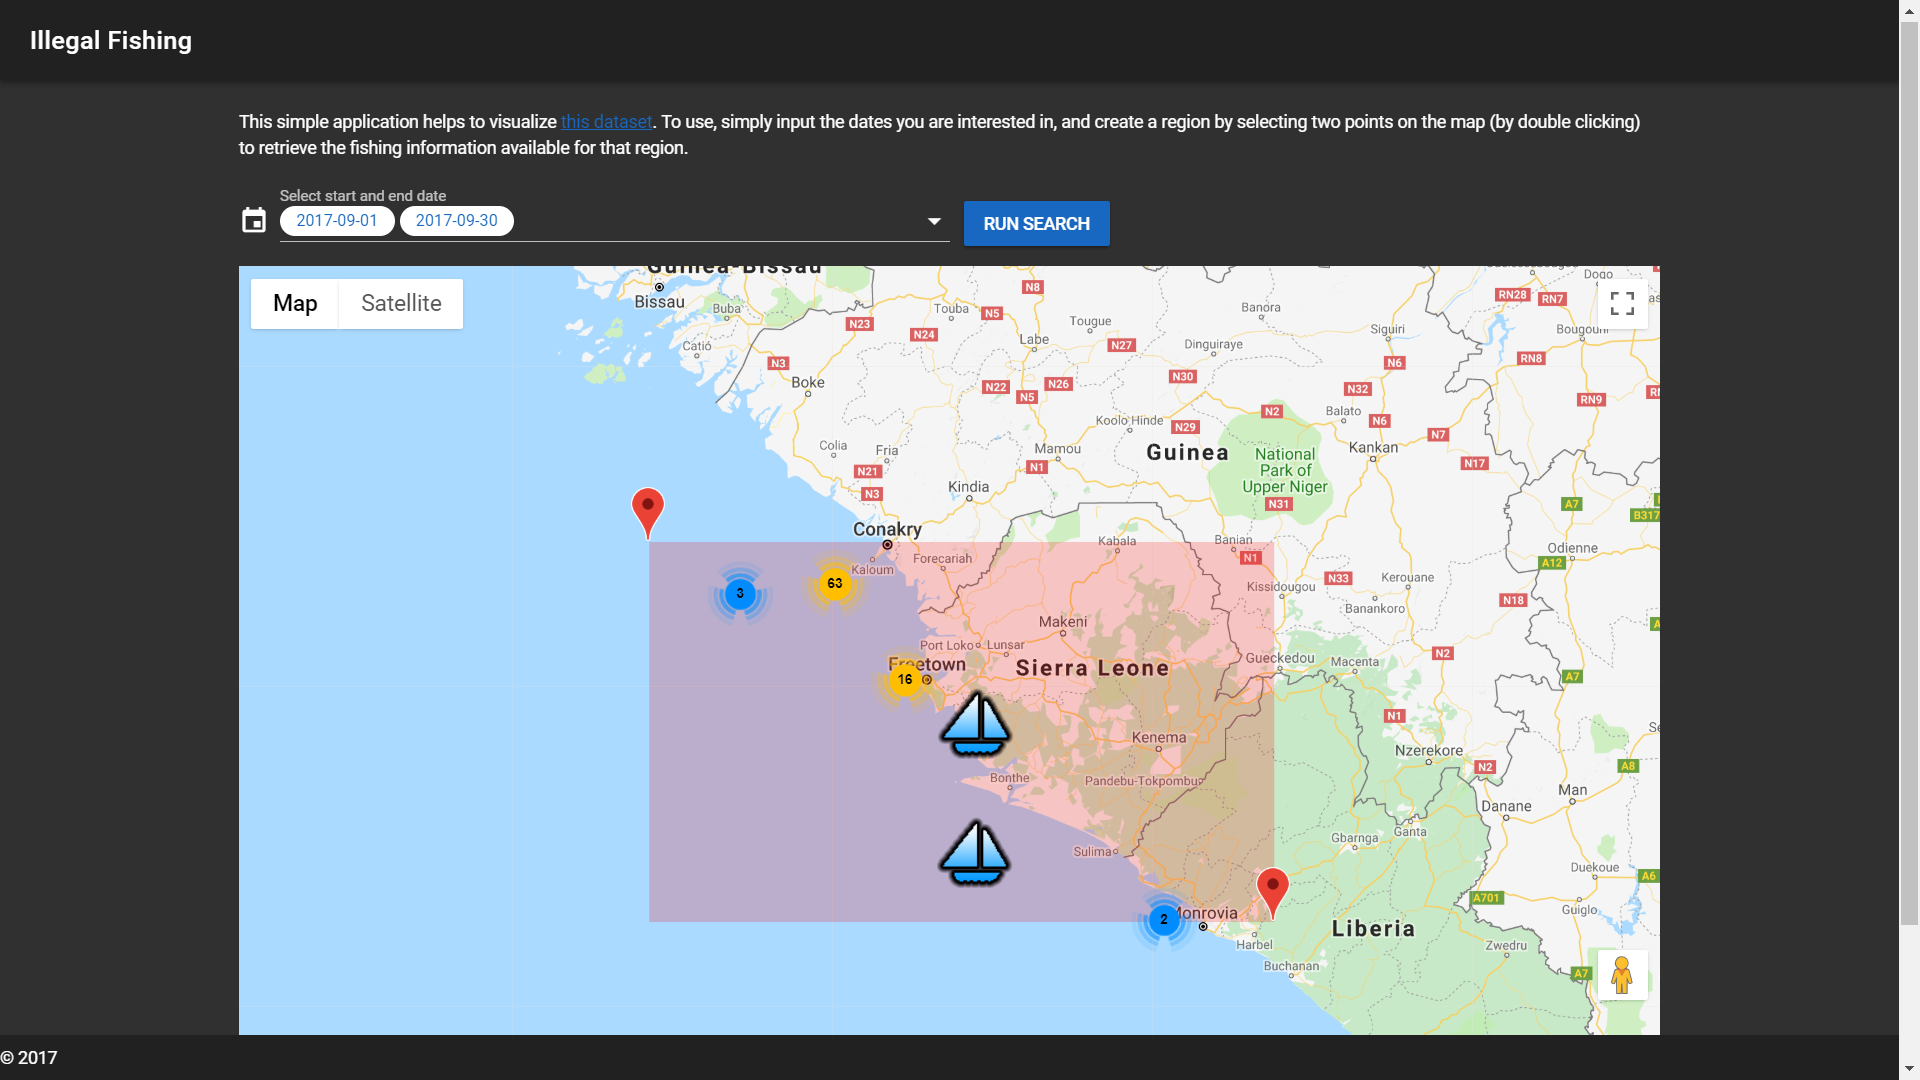 Illegal Fishing
This simple application helps to visualize this dataset. To use, simply input the dates you are interested in, and create a region by selecting two points on the map (by double clicking)
to retrieve the fishing information available for that region.
Select start and end date
2017-09-01
2017-09-30
RUN SEARCH
Map
Satellite
Guinea-Bissau
Bissau
Buba
Catió
N3
Boke
N23
Touba
N5
N8
N24
Labe
Tougue
N27
Banora
Dinguiraye
Siguiri
N6
RN28
RN7
Dogo
Bougouni
RN8
N22
N26
N5
N30
N32
RN9
Koolo Hinde
N29
N2
Balato
N6
N7
Colia
Fria
Mamou
Guinea
Kankan
National
Park of
Upper Niger
N21
N1
N17
N3
Kindia
N31
A7
B317
Conakry
Kabala
Banian
Odienne
Kaloum
Forecariah
N1
A12
Kissidougou
N33
Kerouane
3
63
N18
Banankoro
Makeni
Port Loko
Lunsar
Freetown
Sierra Leone
Gueckedou
Macenta
N2
16
A7
N1
Kenema
Nzerekore
N2
A8
Bonthe
Pandebu-Tokpombu
Man
Danane
Gbarnga
Ganta
Sulima
Duekoue
A6
A701
Guiglo
2
Monrovia
Liberia
Harbel
Zwedru
Buchanan
A7
© 2017